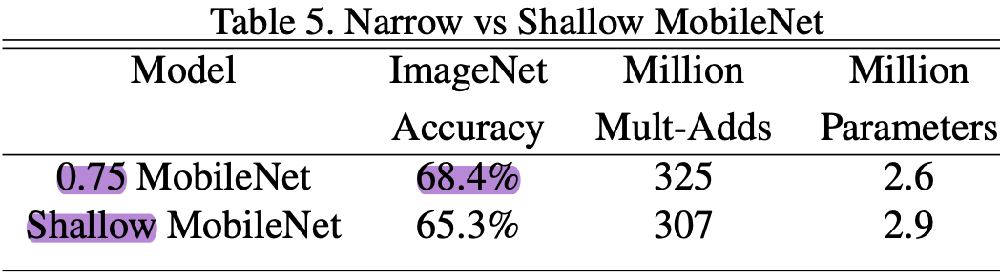 Table 5. Narrow vs Shallow MobileNet
Model ImageNet Million Million
Accuracy Mult-Adds Parameters
0.75 MobileNet 68.4% 325 2.6
Shallow MobileNet 65.3% 307 2.9